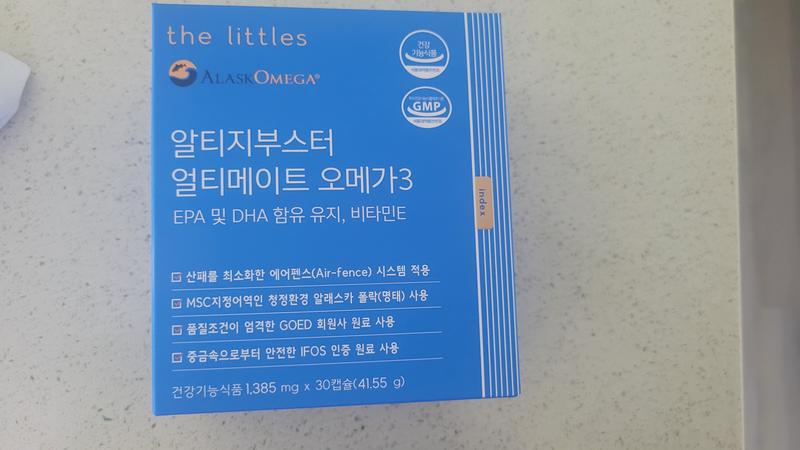 the littles
ALASKOMEGA®
건강
기능식품
GMP
알티지부스터
얼티메이트 오메가3
EPA 및 DHA 함유 유지, 비타민E
index
산패를 최소화한 에어펜스(Air-fence) 시스템 적용
MSC지정어역인 청정환경 알래스카 폴락(명태) 사용
품질조건이 엄격한 GOED 회원사 원료 사용
중금속으로부터 안전한 IFOS 인증 원료 사용
건강기능식품 1,385 mg x 30캡슐(41.55 g)